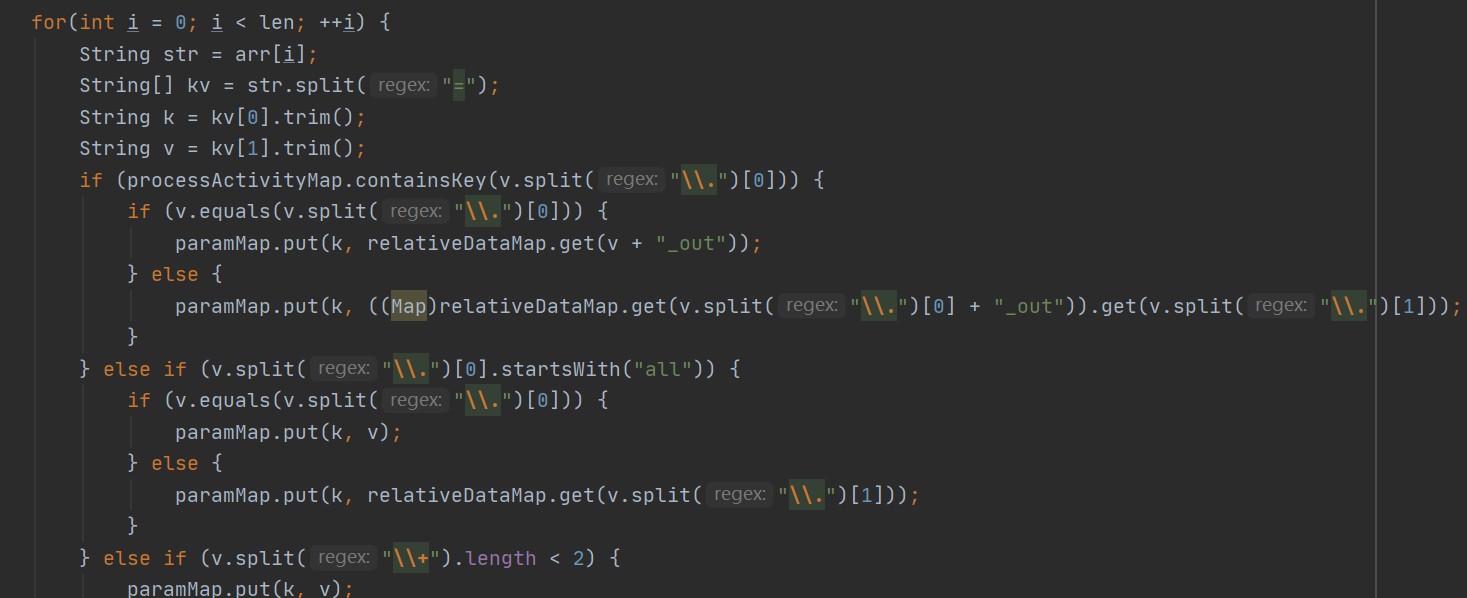 for(int i = 0; i < len; ++i) {
String str = arr[i];
String[] kv = str.split( regex: "=");
String k = kv[0].trim();
String v = kv[1].trim();
if (processActivityMap.containsKey(v.split( regex: "\\.")[0])) {
if (v.equals(v.split( regex: "\\.")[0])) {
paramMap.put(k, relativeDataMap.get(v + "_out"));
} else {
paramMap.put(k, ((Map)relativeDataMap.get(v.split( regex: "\\.")[0] + "_out")).get(v.split( regex: "\\.")[1]));
}
} else if (v.split( regex: "\\.")[0].startsWith("all")) {
if (v.equals(v.split( regex: "\\.")[0])) {
paramMap.put(k, v);
} else {
paramMap.put(k, relativeDataMap.get(v.split( regex: "\\.")[1]));
}
} else if (v.split( regex: "\\+").length < 2) {
paramMap.put(k, v);